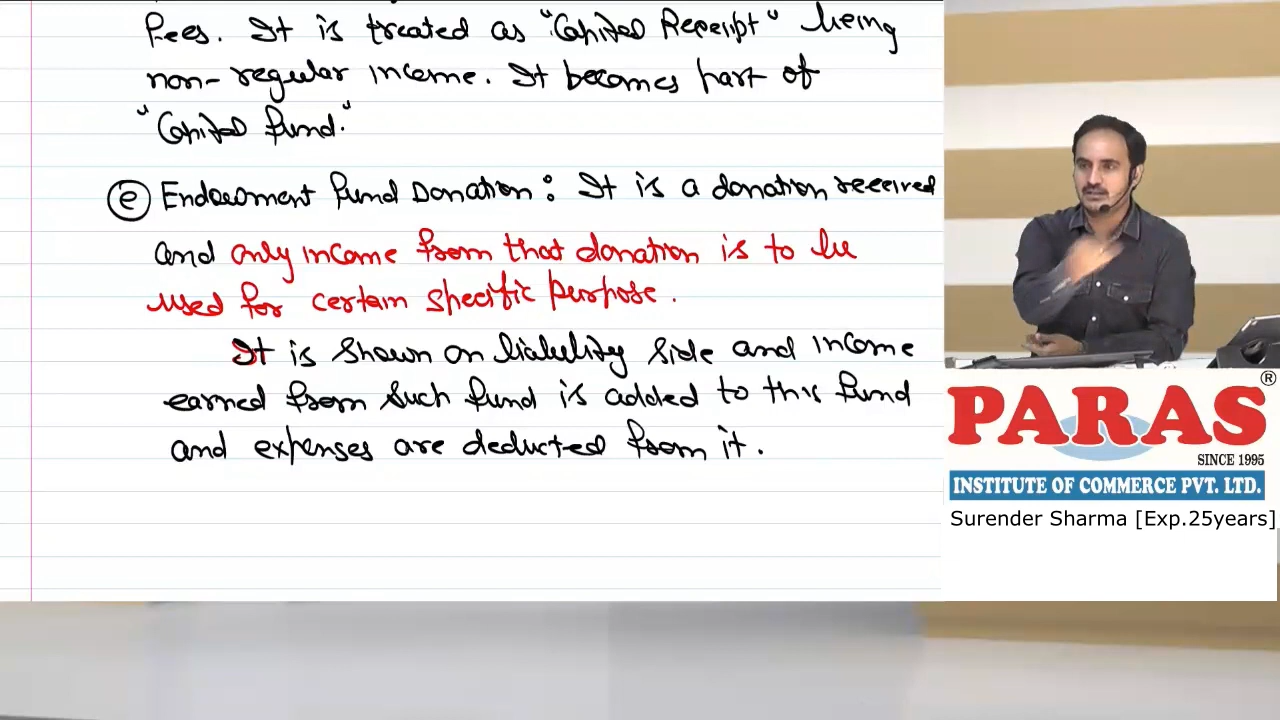 fees. It is treated as "Capital Receipt" being
non-regular income. It becomes part of
"Capital fund."
(e) Endowment fund Donation: It is a donation received
and only income from that donation is to be
used for certain specific purpose.
It is shown on liability side and income
earned from such fund is added to this fund
and expenses are deducted from it.
PARAS®
SINCE 1995
INSTITUTE OF COMMERCE PVT. LTD.
Surender Sharma [Exp.25years]